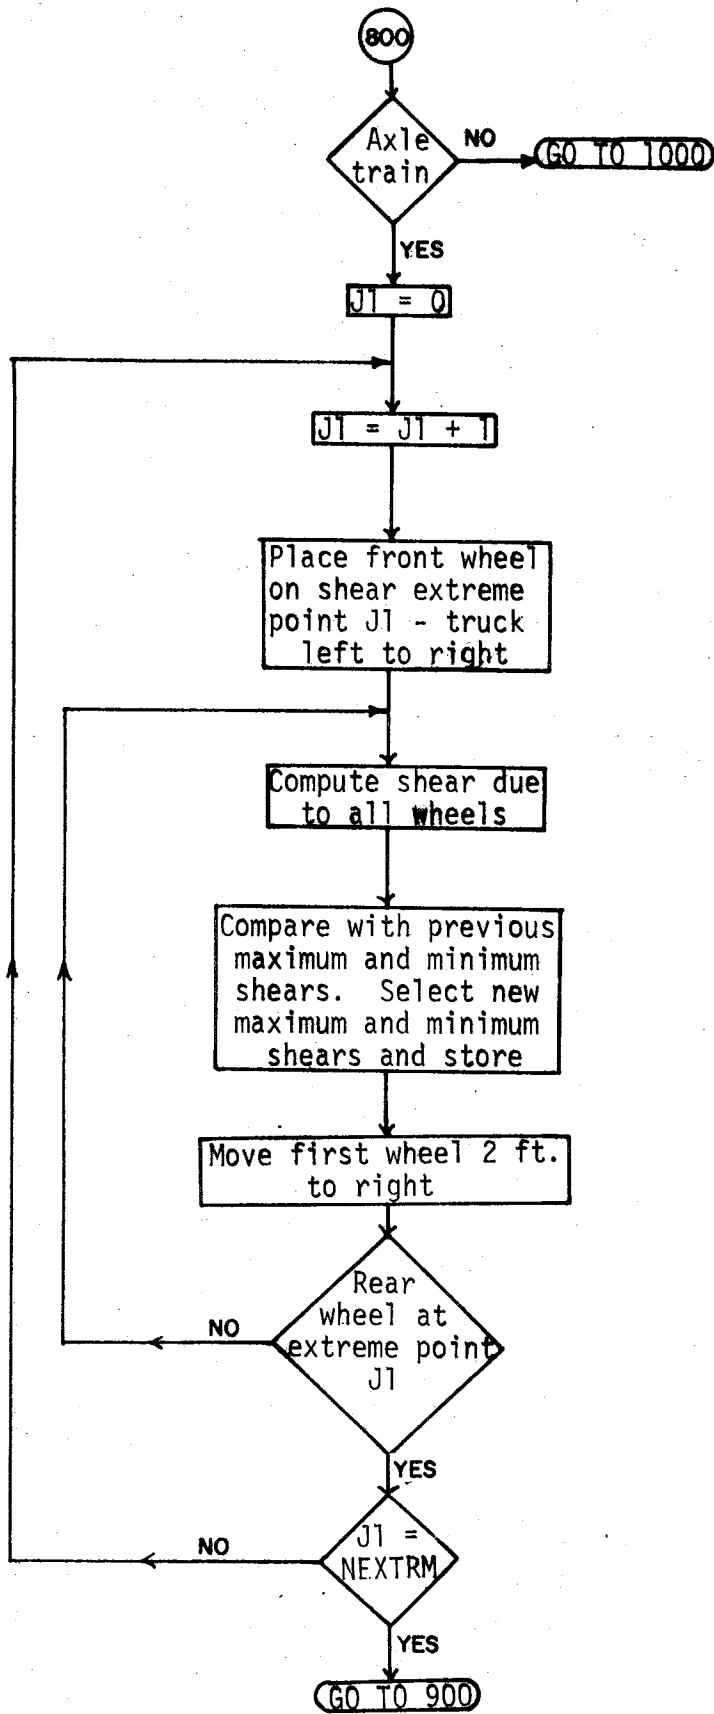 800
Axle
train
NO
GO TO 1000
YES
J1 = 0
J1 = J1 + 1
Place front wheel
on shear extreme
point J1 - truck
left to right
Compute shear due
to all wheels
Compare with previous
maximum and minimum
shears. Select new
maximum and minimum
shears and store
Move first wheel 2 ft.
to right
Rear
wheel at
extreme point
J1
NO
YES
J1 =
NEXTRM
NO
YES
GO TO 900